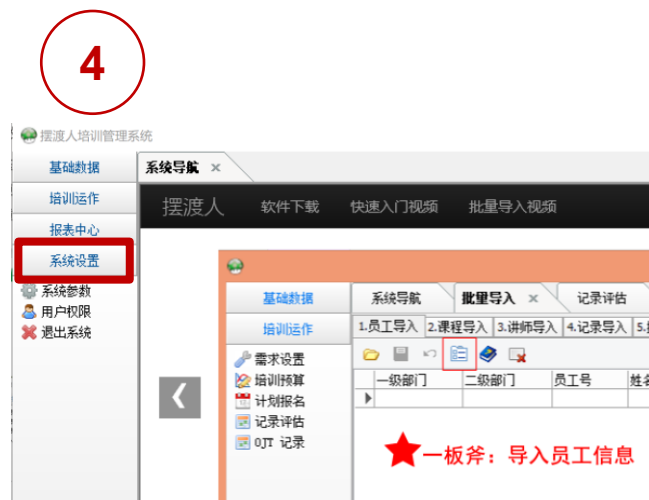 4
摆渡人培训管理系统
基础数据
培训运作
报表中心
系统设置
系统参数
用户权限
退出系统
系统导航 ×
摆渡人 软件下载 快速入门视频 批量导入视频
基础数据
培训运作
需求设置
培训预算
计划报名
记录评估
OJT 记录
系统导航 批量导入 × 记录评估
1.员工导入 2.课程导入 3.讲师导入 4.记录导入 5.
一级部门 二级部门 员工号 姓名
一板斧：导入员工信息